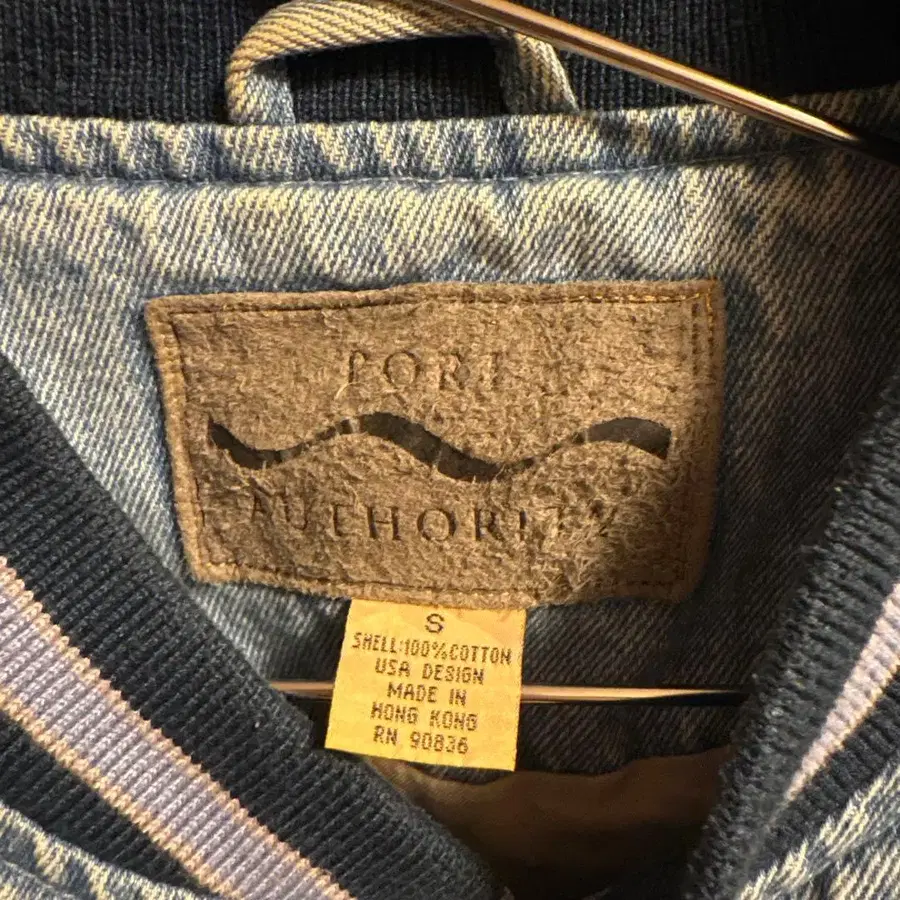 PORT
AUTHORITY
S
SHELL:100%COTTON
USA DESIGN
MADE IN
HONG KONG
RN 90836